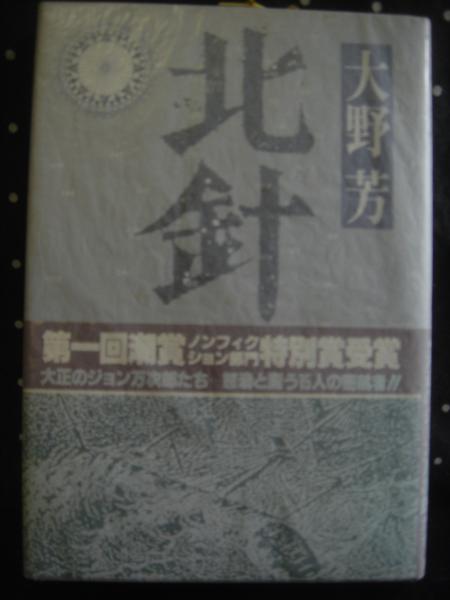 北針
大野芳
第一回潮賞ノンフィクション部門特別賞受賞
大正のジョン万次郎たち